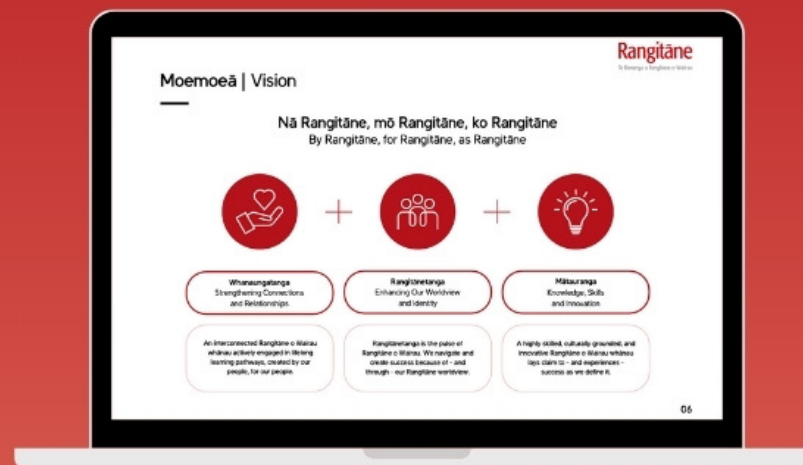 Rangitāne
Te Rūnanga o Rangitāne o Wairau
Moemoeā | Vision
Nā Rangitāne, mō Rangitāne, ko Rangitāne
By Rangitāne, for Rangitāne, as Rangitāne
Whanaungatanga
Strengthening Connections
and Relationships
Rangitānetanga
Enhancing Our Worldview
and Identity
Mātauranga
Knowledge, Skills
and Innovation
An interconnected Rangitāne o Wairau
whānau actively engaged in lifelong
learning pathways, created by our
people, for our people.
Rangitānetanga is the pulse of
Rangitāne o Wairau. We navigate and
create success because of - and
through - our Rangitāne worldview.
A highly skilled, culturally grounded, and
innovative Rangitāne o Wairau whānau
lays claim to - and experiences -
success as we define it.
06